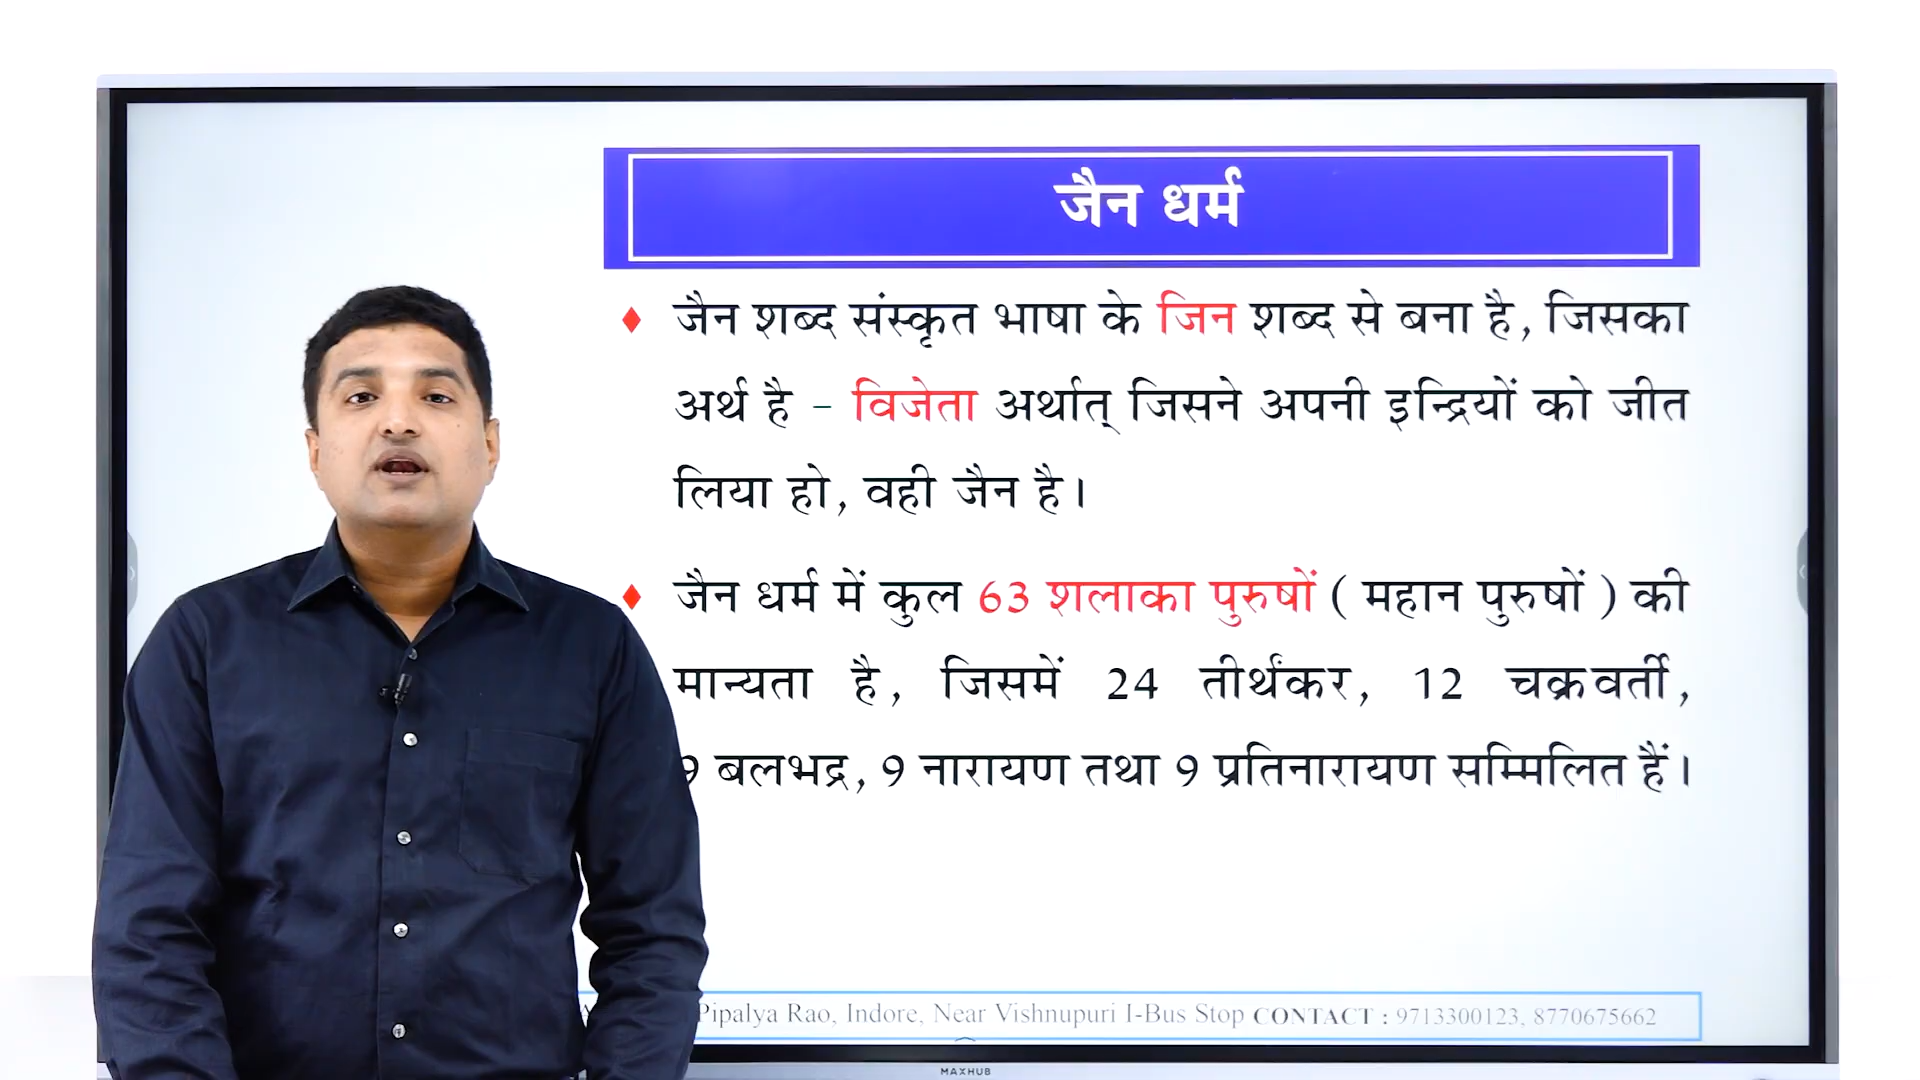 जैन धर्म
जैन शब्द संस्कृत भाषा के जिन शब्द से बना है, जिसका
अर्थ है - विजेता अर्थात् जिसने अपनी इन्द्रियों को जीत
लिया हो, वही जैन है।
जैन धर्म में कुल 63 शलाका पुरुषों ( महान पुरुषों ) की
मान्यता है, जिसमें 24 तीर्थंकर, 12 चक्रवर्ती,
9 बलभद्र, 9 नारायण तथा 9 प्रतिनारायण सम्मिलित हैं।
Pipalya Rao, Indore, Near Vishnupuri I-Bus Stop CONTACT : 9713300123, 8770675662
MAXHUB